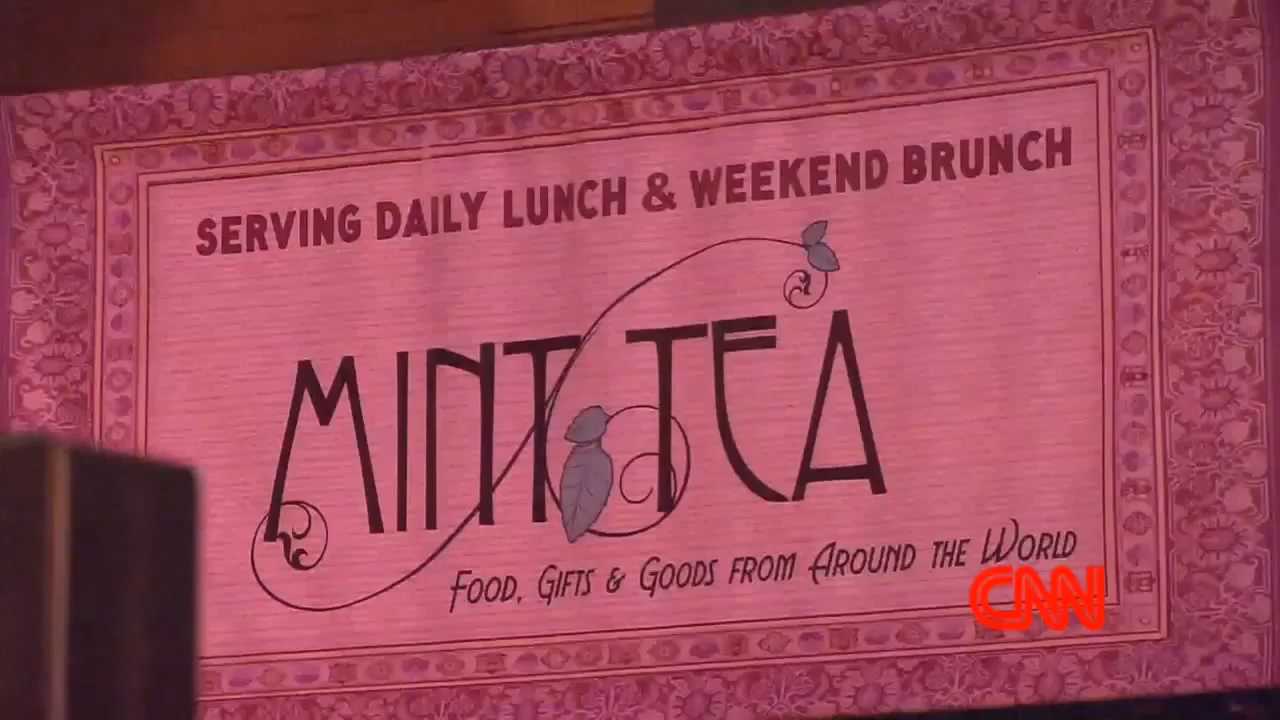 SERVING DAILY LUNCH & WEEKEND BRUNCH
MINT TEA
FOOD, GIFTS & GOODS FROM AROUND THE WORLD
CNN